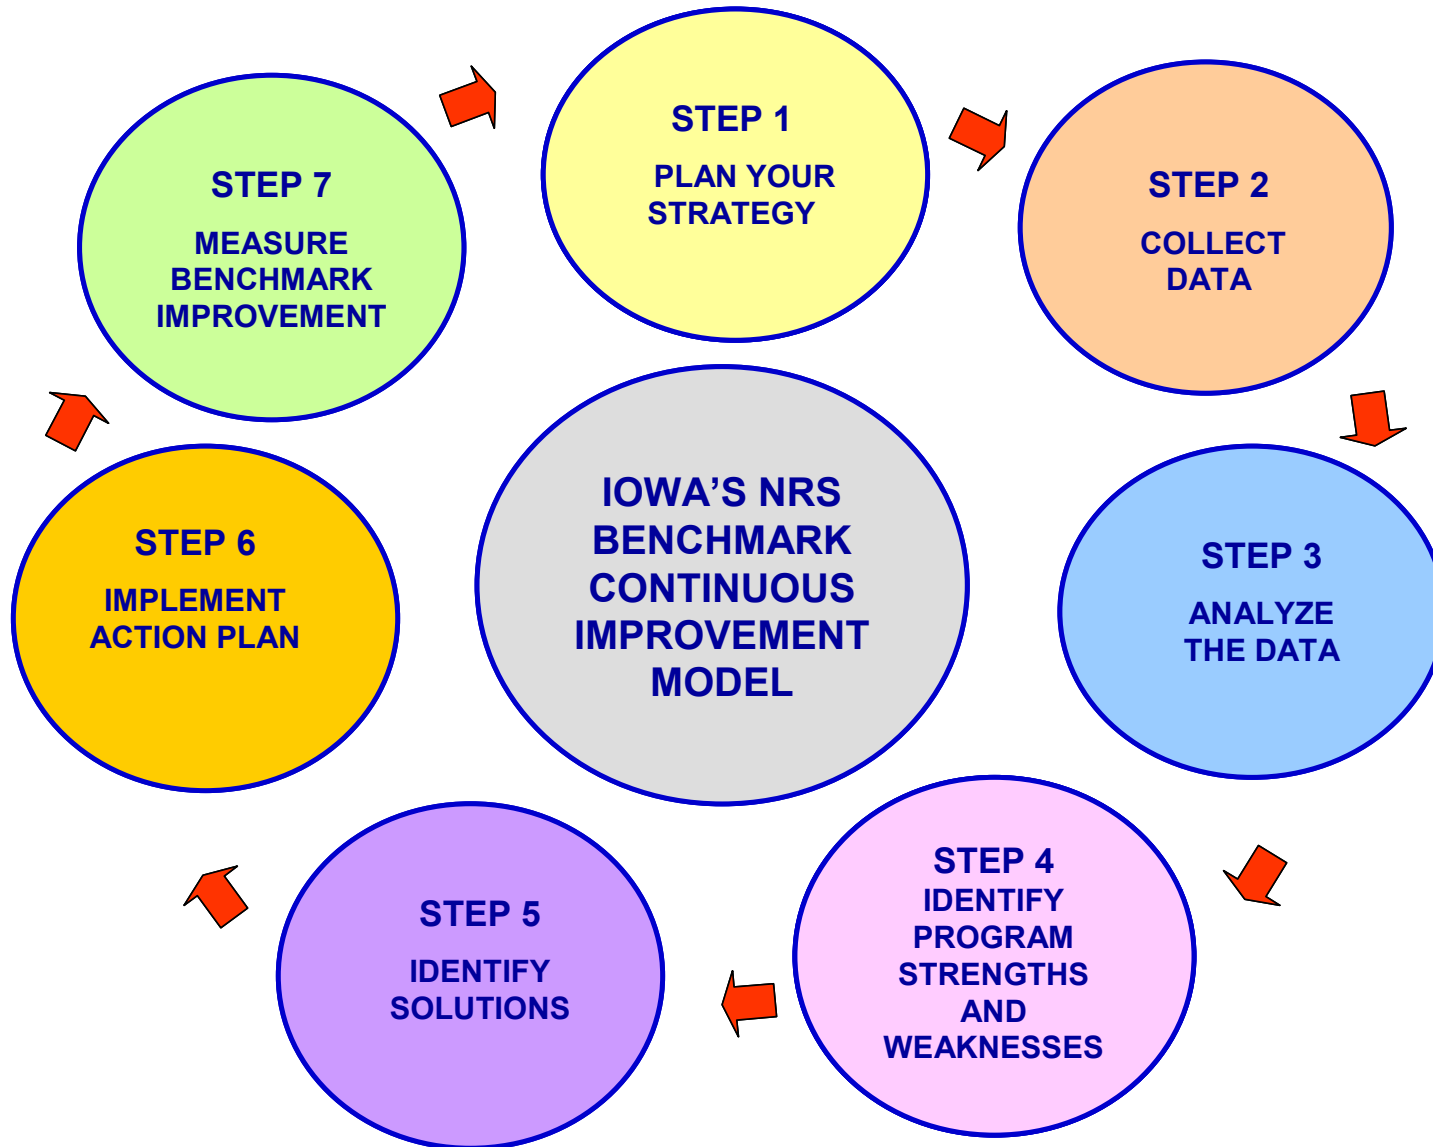 STEP 1
PLAN YOUR
STRATEGY
STEP 2
COLLECT
DATA
STEP 3
ANALYZE
THE DATA
STEP 4
IDENTIFY
PROGRAM
STRENGTHS
AND
WEAKNESSES
STEP 5
IDENTIFY
SOLUTIONS
STEP 6
IMPLEMENT
ACTION PLAN
STEP 7
MEASURE
BENCHMARK
IMPROVEMENT
IOWA’S NRS
BENCHMARK
CONTINUOUS
IMPROVEMENT
MODEL